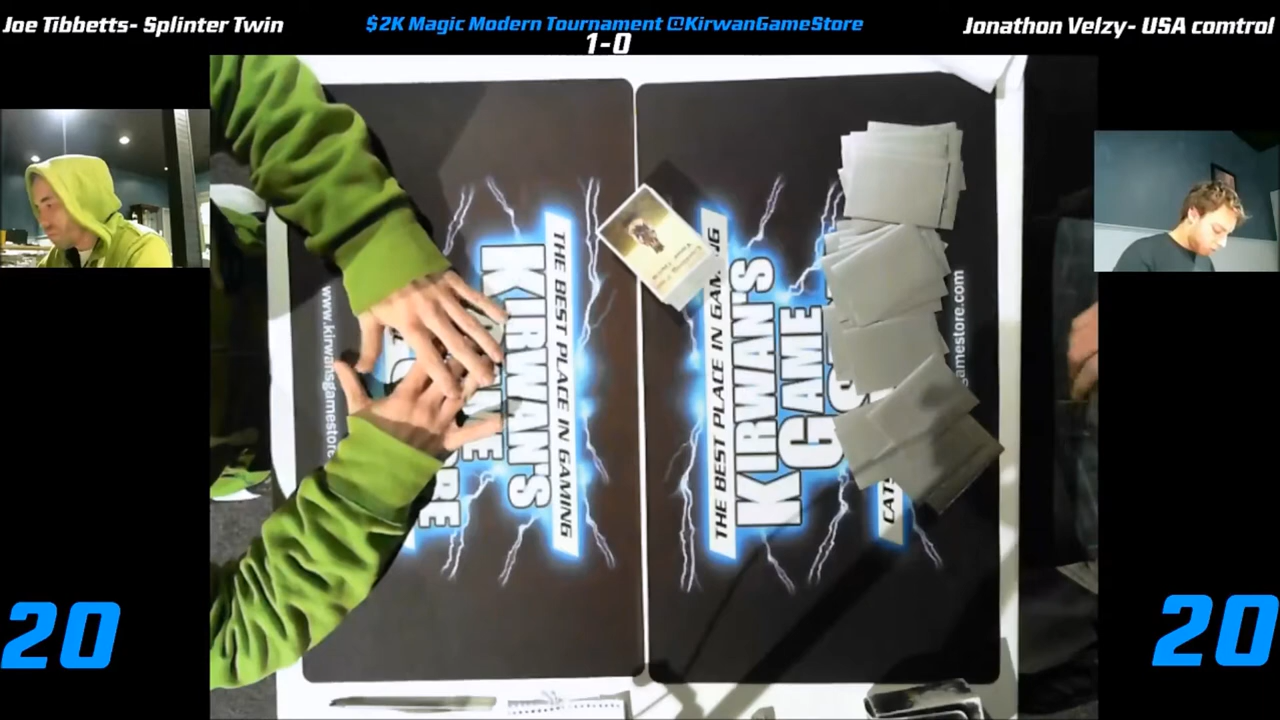 Joe Tibbetts- Splinter Twin
$2K Magic Modern Tournament @KirwanGameStore
Jonathon Velzy- USA comtrol
1-0
THE BEST PLACE IN GAMING
KIRWAN'S
www.kirwansgamestore
THE BEST PLACE IN GAMING
KIRWAN'S
GAME
gamestore.com
20
20